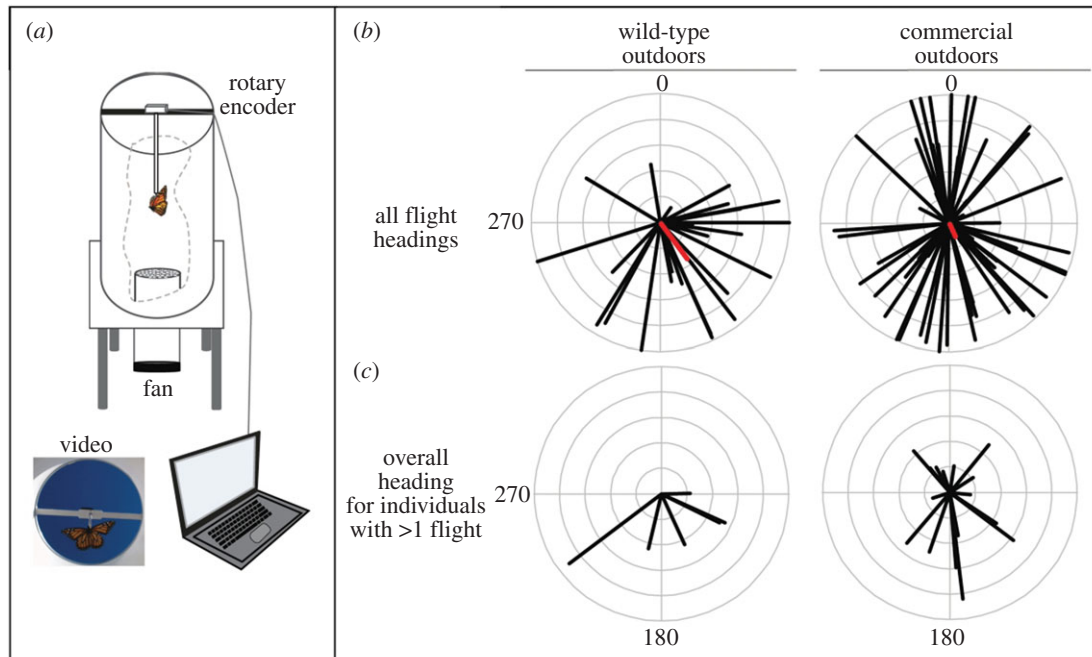 (a)
rotary
encoder
fan
video
(b)
wild-type
outdoors
commercial
outdoors
0
0
all flight
headings
270
(c)
overall
heading
for individuals
with >1 flight
270
180
180